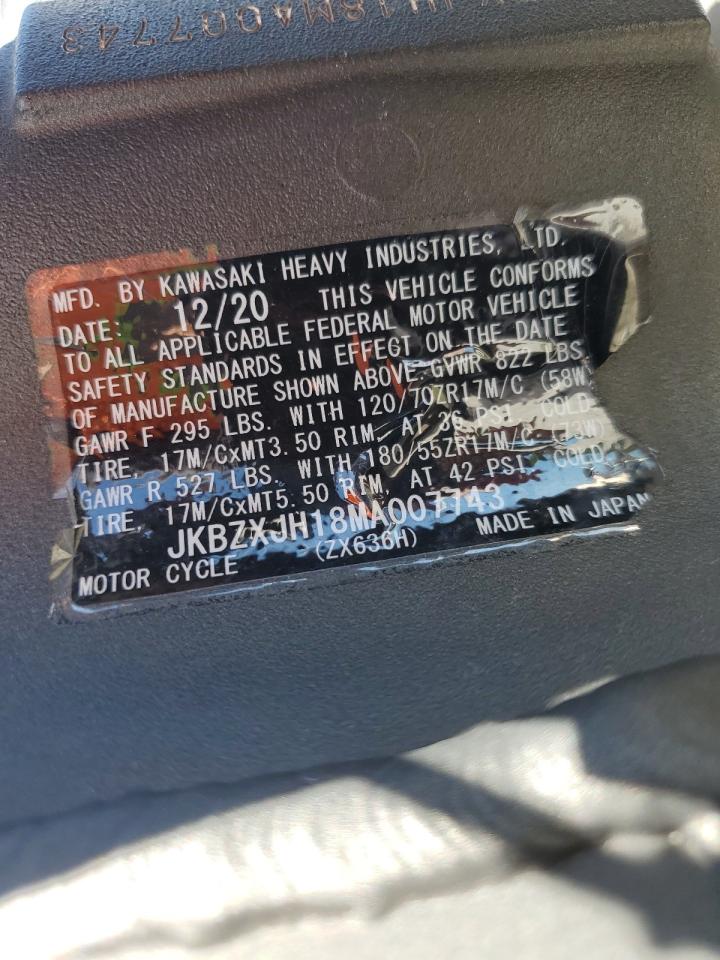 H18MA007743
MFD. BY KAWASAKI HEAVY INDUSTRIES, LTD.
DATE: 12/20 THIS VEHICLE CONFORMS
TO ALL APPLICABLE FEDERAL MOTOR VEHICLE
SAFETY STANDARDS IN EFFECT ON THE DATE
OF MANUFACTURE SHOWN ABOVE. GVWR 822 LBS.
GAWR F 295 LBS. WITH 120/70ZR17M/C (58W)
TIRE, 17M/CxMT3.50 RIM, AT 36 PSI. COLD.
GAWR R 527 LBS. WITH 180/55ZR17M/C (73W)
TIRE, 17M/CxMT5.50 RIM, AT 42 PSI. COLD.
JKBZXJH18MA007743
MOTOR CYCLE (ZX636H) MADE IN JAPAN